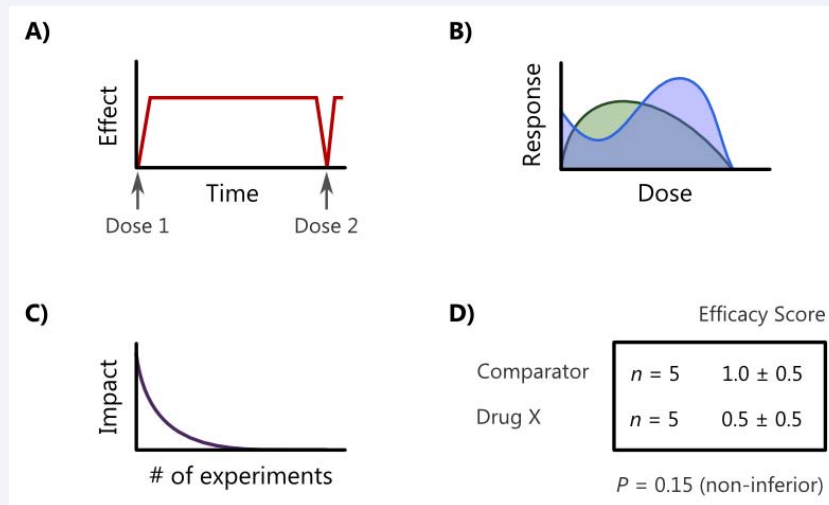 A)
Effect
Time
Dose 1
Dose 2
B)
Response
Dose
C)
Impact
# of experiments
D)
Efficacy Score
Comparator n = 5 1.0 ± 0.5
Drug X n = 5 0.5 ± 0.5
P = 0.15 (non-inferior)